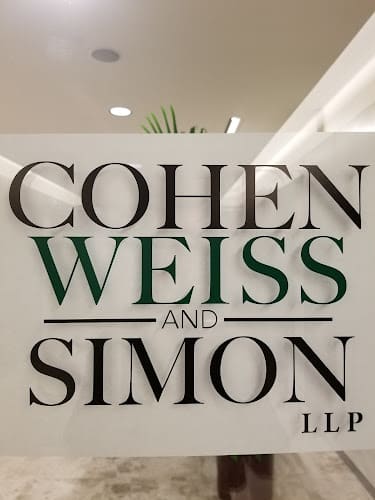 COHEN
WEISS
AND
SIMON
LLP